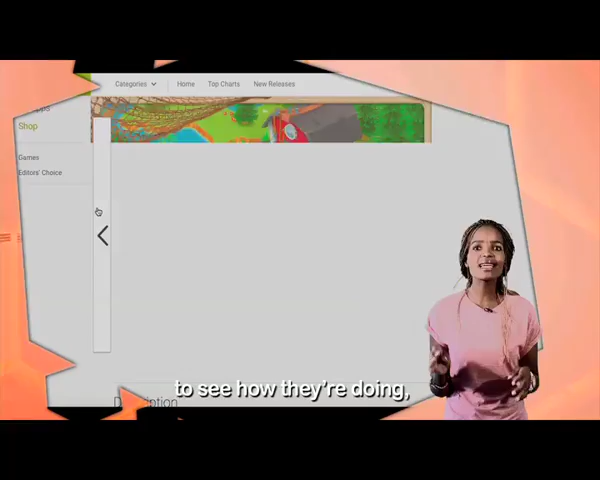 Categories Home Top Charts New Releases
Shop
Games
Editors' Choice
to see how they're doing,